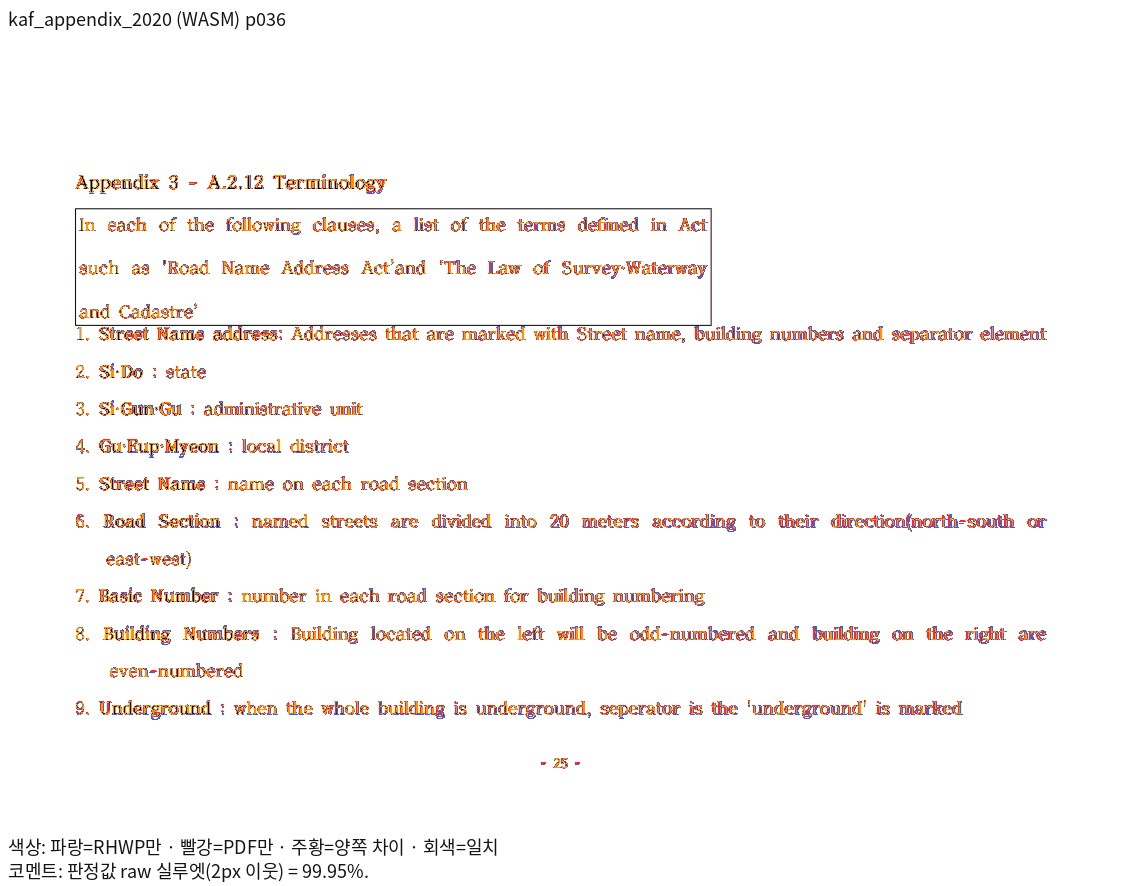 kaf_appendix_2020 (WASM) p036
Appendix 3 - A.2.12 Terminology
In each of the following clauses, a list of the terms defined in Act
such as 'Road Name Address Act'and 'The Law of Survey·Waterway
and Cadastre'
1. Street Name address: Addresses that are marked with Street name, building numbers and separator element
2. Si·Do : state
3. Si·Gun·Gu : administrative unit
4. Gu·Eup·Myeon : local district
5. Street Name : name on each road section
6. Road Section : named streets are divided into 20 meters according to their direction(north-south or
east-west)
7. Basic Number : number in each road section for building numbering
8. Building Numbers : Building located on the left will be odd-numbered and building on the right are
even-numbered
9. Underground : when the whole building is underground, seperator is the 'underground' is marked
- 25 -
색상: 파랑=RHWP만 · 빨강=PDF만 · 주황=양쪽 차이 · 회색=일치
코멘트: 판정값 raw 실루엣(2px 이웃) = 99.95%.